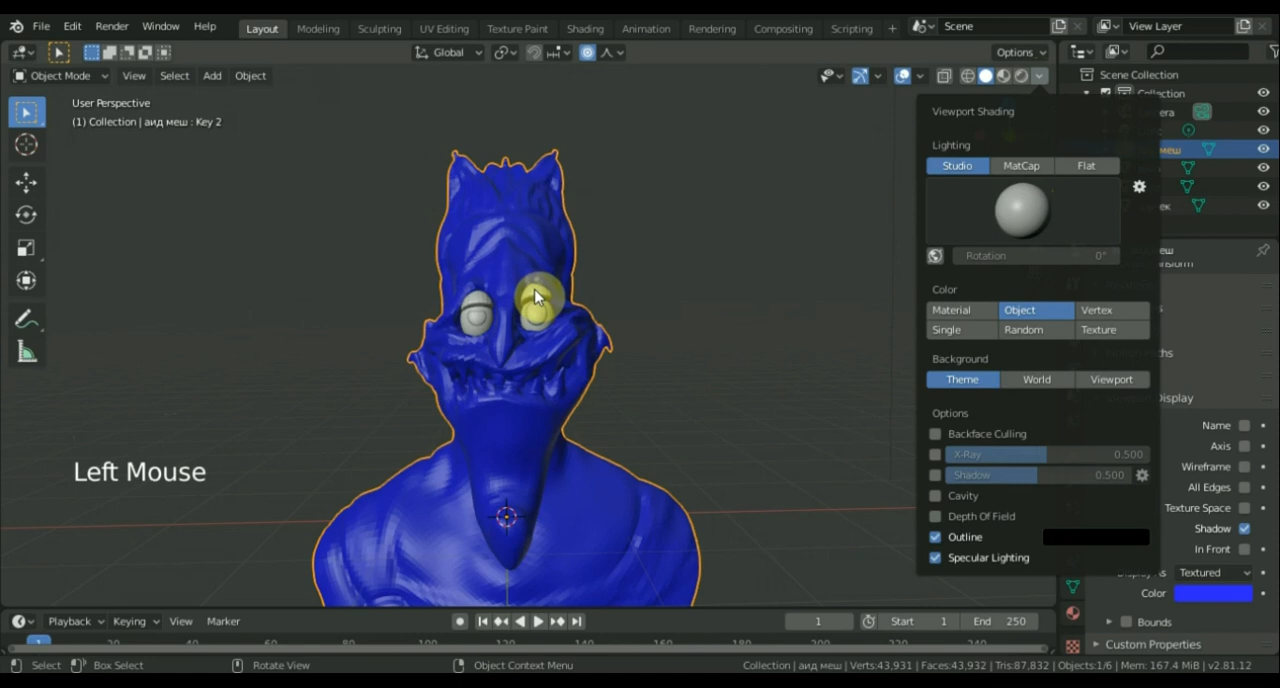 File Edit Render Window Help Layout Modeling Sculpting UV Editing Texture Paint Shading Animation Rendering Compositing Scripting + Scene View Layer
Global Options
Object Mode View Select Add Object Scene Collection
User Perspective
(1) Collection | аид меш : Key 2
Viewport Shading
Collection
Lighting
Studio MatCap Flat
меш
Rotation 0°
Color
Material Object Vertex
Single Random Texture
Background
Theme World Viewport
Options
Backface Culling
X-Ray 0.500
Shadow 0.500
Cavity
Depth Of Field
Outline
Specular Lighting
Name
Axis
Wireframe
All Edges
Texture Space
Shadow
In Front
Textured
Color
Bounds
Custom Properties
Left Mouse
Playback Keying View Marker 1 Start 1 End 250
1
Select Box Select Rotate View Object Context Menu Collection | аид меш | Verts:43,931 | Faces:43,932 | Tris:87,832 | Objects:1/6 | Mem: 167.4 MiB | v2.81.12